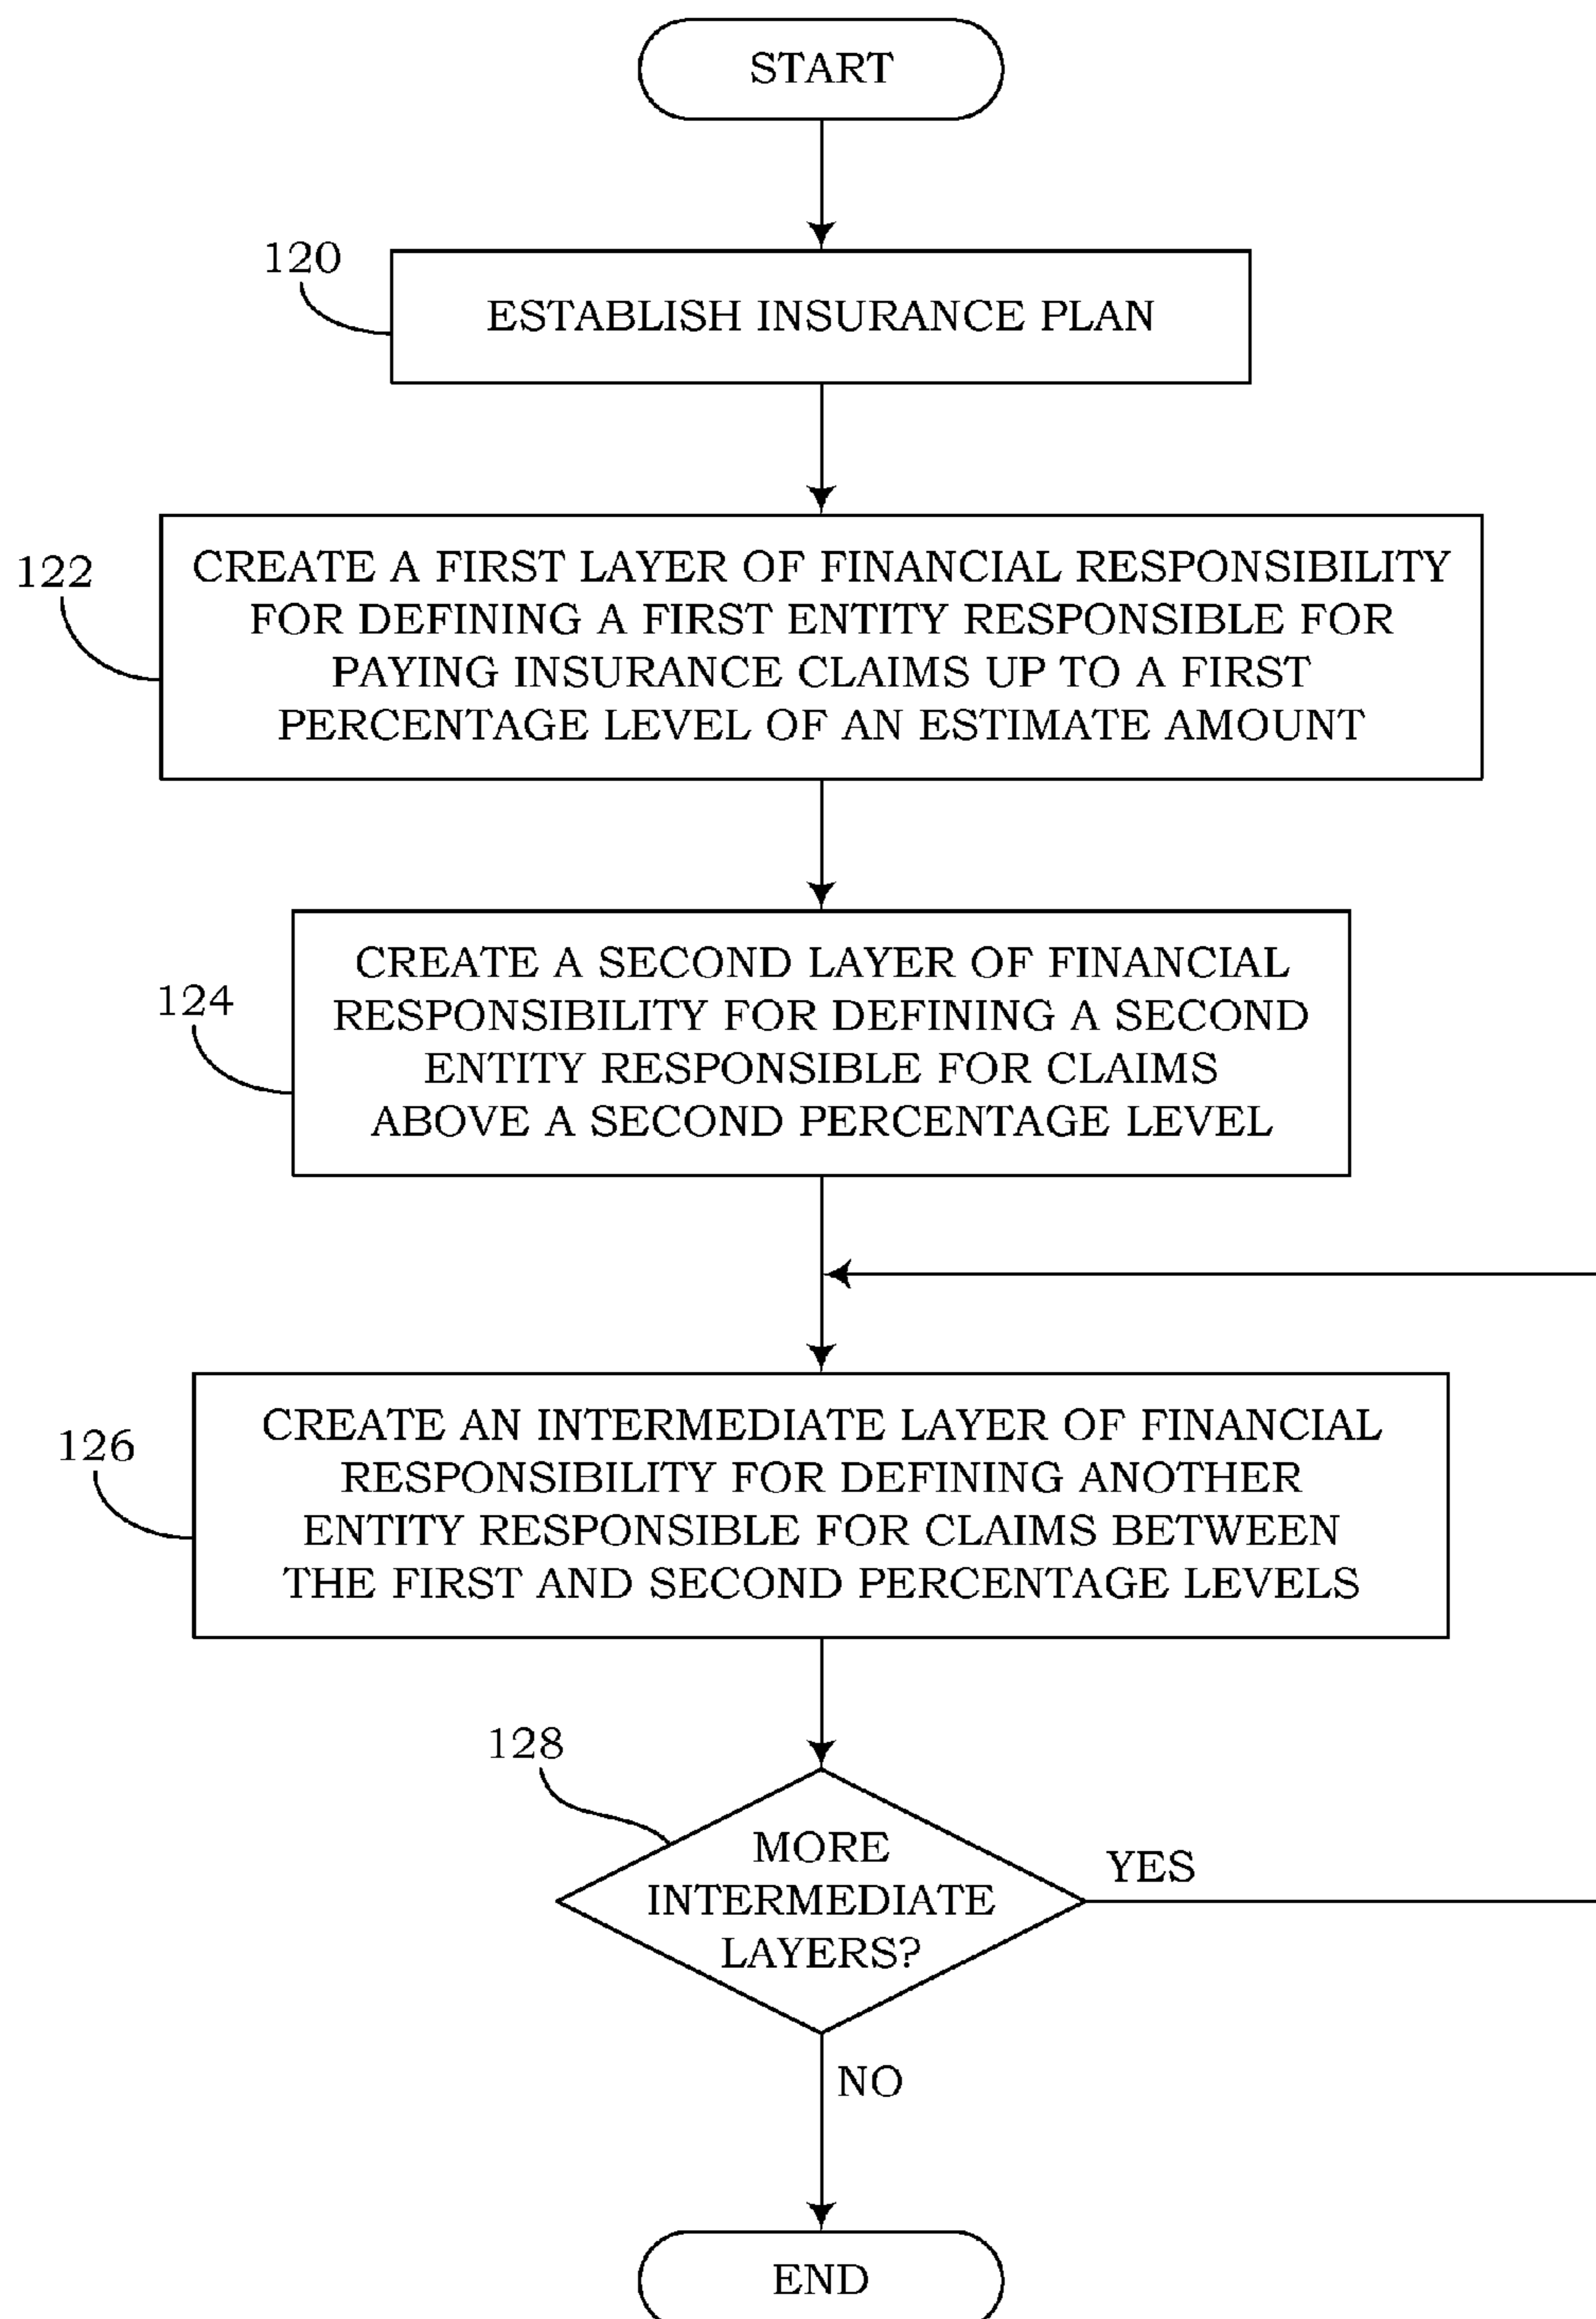 START
120
ESTABLISH INSURANCE PLAN
122
CREATE A FIRST LAYER OF FINANCIAL RESPONSIBILITY
FOR DEFINING A FIRST ENTITY RESPONSIBLE FOR
PAYING INSURANCE CLAIMS UP TO A FIRST
PERCENTAGE LEVEL OF AN ESTIMATE AMOUNT
124
CREATE A SECOND LAYER OF FINANCIAL
RESPONSIBILITY FOR DEFINING A SECOND
ENTITY RESPONSIBLE FOR CLAIMS
ABOVE A SECOND PERCENTAGE LEVEL
126
CREATE AN INTERMEDIATE LAYER OF FINANCIAL
RESPONSIBILITY FOR DEFINING ANOTHER
ENTITY RESPONSIBLE FOR CLAIMS BETWEEN
THE FIRST AND SECOND PERCENTAGE LEVELS
128
MORE
INTERMEDIATE
LAYERS?
YES
NO
END